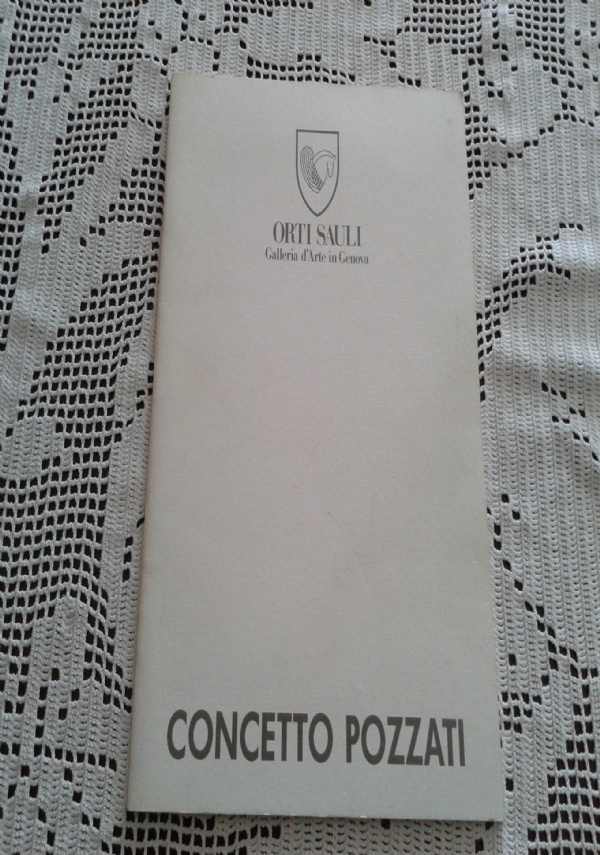 ORTI SAULI
Galleria d'Arte in Genova
CONCETTO POZZATI